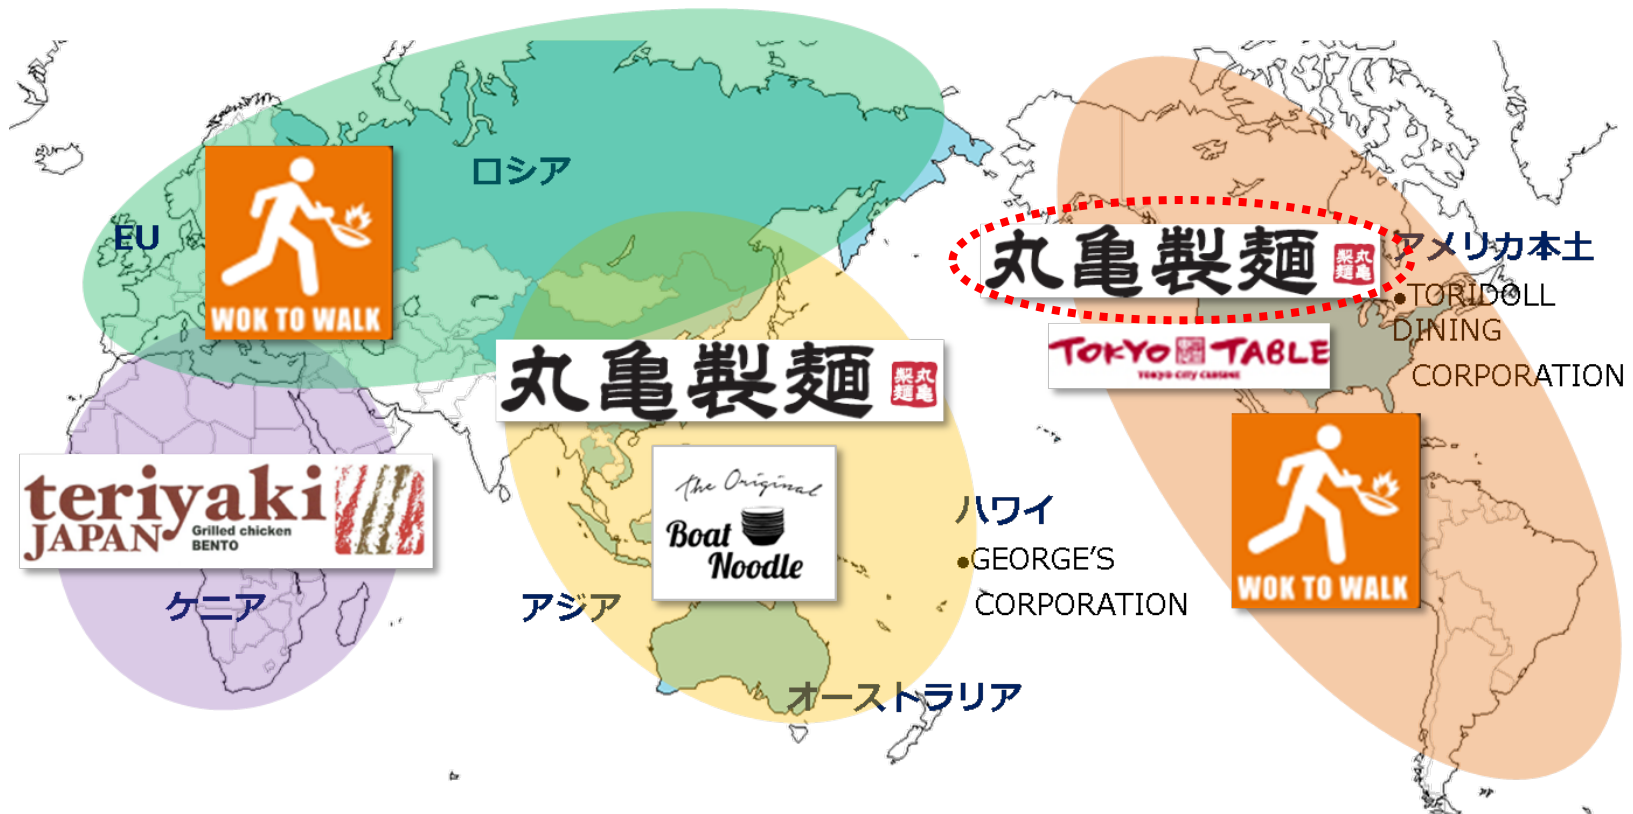 ロシア
EU
WOK TO WALK
丸亀製麺
丸亀
製麺
アメリカ本土
•TORIDOLL
DINING
CORPORATION
TOKYO TABLE
TOKYO CITY CUISINE
丸亀製麺
丸亀
製麺
WOK TO WALK
teriyaki
JAPAN
Grilled chicken
BENTO
the Original
Boat
Noodle
ケニア
アジア
ハワイ
•GEORGE'S
CORPORATION
オーストラリア